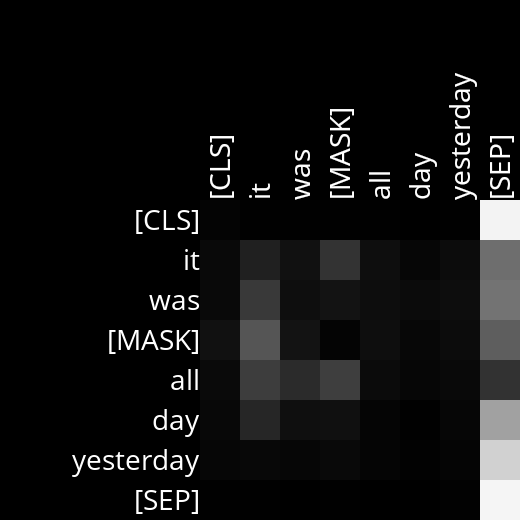 [CLS]
it
was
[MASK]
all
day
yesterday
[SEP]
[CLS]
it
was
[MASK]
all
day
yesterday
[SEP]